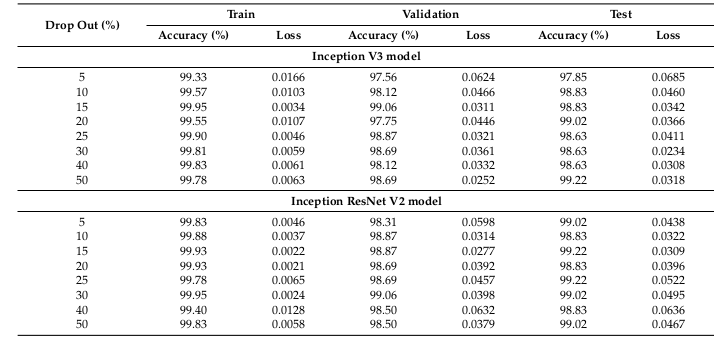 Drop Out (%) Train Validation Test
Accuracy (%) Loss Accuracy (%) Loss Accuracy (%) Loss
Inception V3 model
5 99.33 0.0166 97.56 0.0624 97.85 0.0685
10 99.57 0.0103 98.12 0.0466 98.83 0.0460
15 99.95 0.0034 99.06 0.0311 98.83 0.0342
20 99.55 0.0107 97.75 0.0446 99.02 0.0366
25 99.90 0.0046 98.87 0.0321 98.63 0.0411
30 99.81 0.0059 98.69 0.0361 98.63 0.0234
40 99.83 0.0061 98.12 0.0332 98.63 0.0308
50 99.78 0.0063 98.69 0.0252 99.22 0.0318
Inception ResNet V2 model
5 99.83 0.0046 98.31 0.0598 99.02 0.0438
10 99.88 0.0037 98.87 0.0314 98.83 0.0322
15 99.93 0.0022 98.87 0.0277 99.22 0.0309
20 99.93 0.0021 98.69 0.0392 98.83 0.0396
25 99.78 0.0065 98.69 0.0457 99.22 0.0522
30 99.95 0.0024 99.06 0.0398 99.02 0.0495
40 99.40 0.0128 98.50 0.0632 98.83 0.0636
50 99.83 0.0058 98.50 0.0379 99.02 0.0467